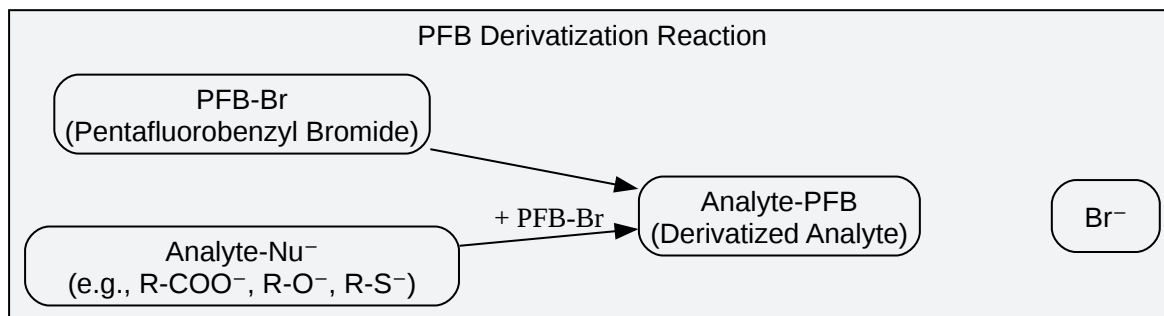 PFB Derivatization Reaction
PFB-Br
(Pentafluorobenzyl Bromide)
Analyte-PFB
(Derivatized Analyte)
Br⁻
+ PFB-Br
Analyte-Nu⁻
(e.g., R-COO⁻, R-O⁻, R-S⁻)